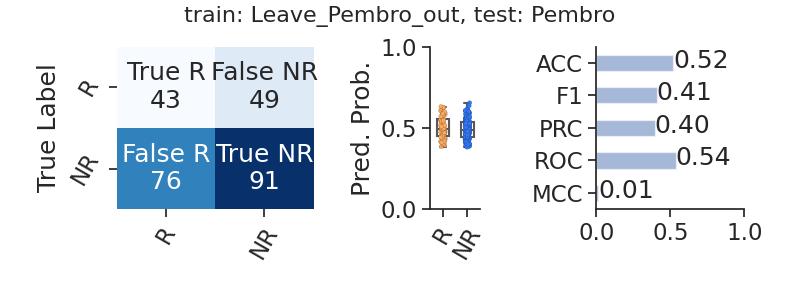 train: Leave_Pembro_out, test: Pembro
True Label
R
NR
True R
43
False NR
49
False R
76
True NR
91
R
NR
Pred. Prob.
1.0
0.5
0.0
R
NR
ACC
F1
PRC
ROC
MCC
0.52
0.41
0.40
0.54
0.01
0.0
0.5
1.0